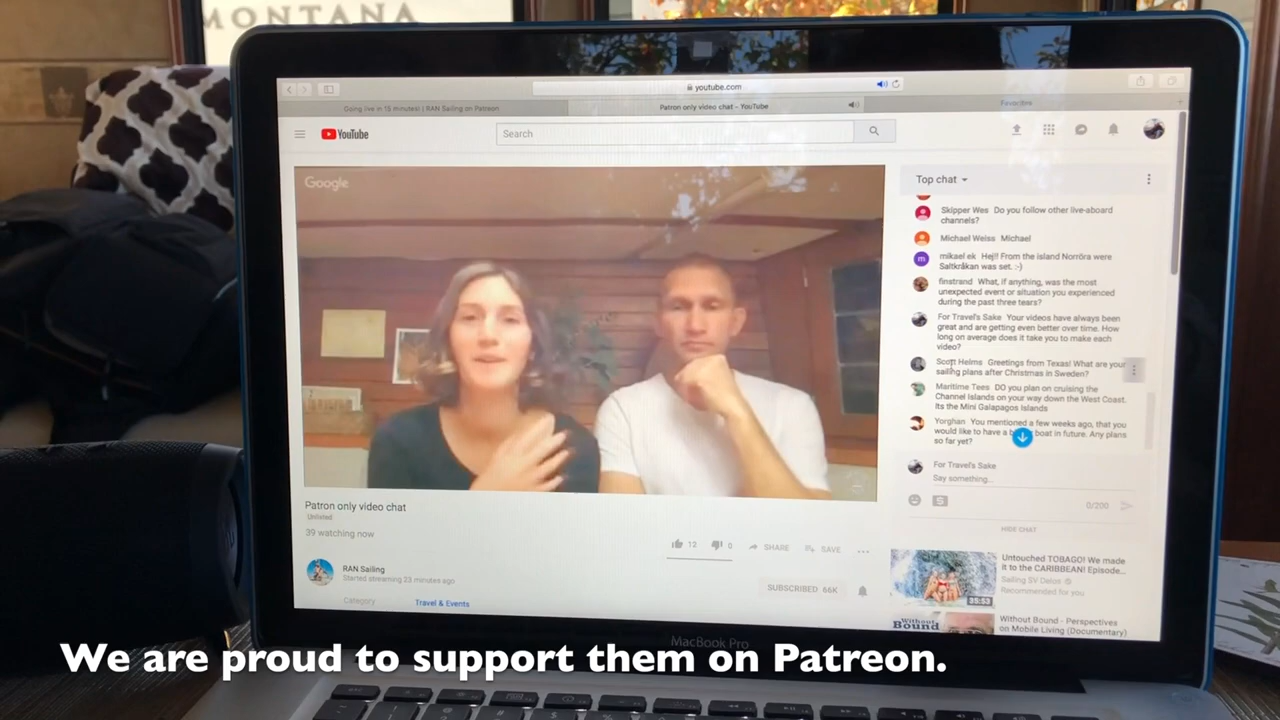 MONTANA
youtube.com
Going live in 15 minutes! | RAN Sailing on Patreon
Patron only video chat - YouTube
Favorites
YouTube
Search
Google
Top chat
Skipper Wes Do you follow other live-aboard
channels?
Michael Weiss Michael
mikael ek Hej!! From the island Norröra were
Saltkråkan was set. :-)
finstrand What, if anything, was the most
unexpected event or situation you experienced
during the past three tears?
For Travel's Sake Your videos have always been
great and are getting even better over time. How
long on average does it take you to make each
video?
Scott Helms Greetings from Texas! What are your
sailing plans after Christmas in Sweden?
Maritime Tees DO you plan on cruising the
Channel Islands on your way down the West Coast.
Its the Mini Galapagos Islands
Yorghan You mentioned a few weeks ago, that you
would like to have a boat in future. Any plans
so far yet?
For Travel's Sake
Say something...
0/200
HIDE CHAT
Patron only video chat
Unlisted
39 watching now
12
0
SHARE
SAVE
RAN Sailing
Started streaming 23 minutes ago
SUBSCRIBED 66K
Category
Travel & Events
Untouched TOBAGO! We made
it to the CARIBBEAN! Episode...
Sailing SV Delos
Recommended for you
35:53
Without
Bound
Without Bound - Perspectives
on Mobile Living (Documentary)
MacBook Pro
We are proud to support them on Patreon.